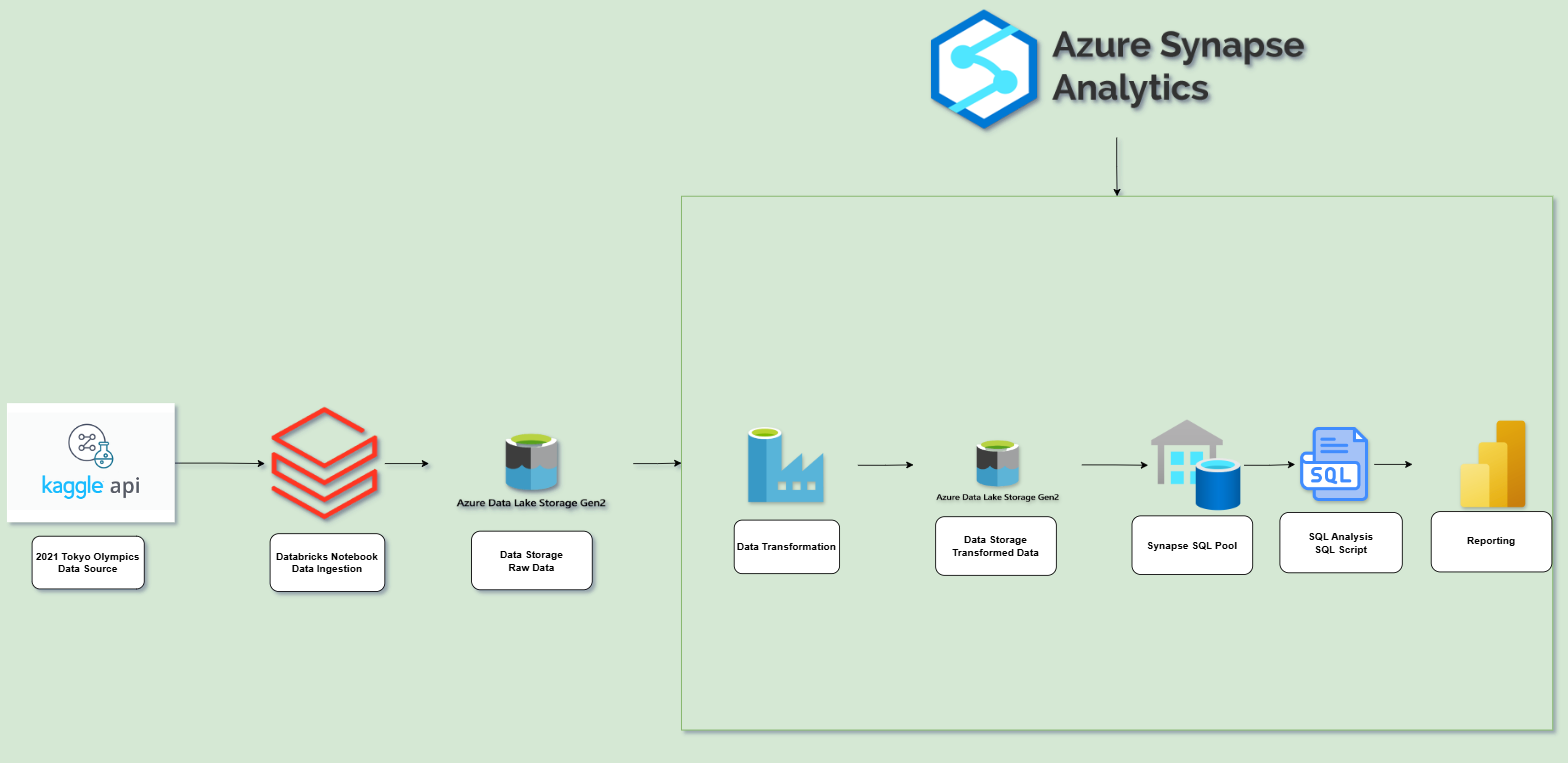 Azure Synapse
Analytics
kaggle api
2021 Tokyo Olympics
Data Source
Databricks Notebook
Data Ingestion
Azure Data Lake Storage Gen2
Data Storage
Raw Data
Data Transformation
Azure Data Lake Storage Gen2
Data Storage
Transformed Data
Synapse SQL Pool
SQL
SQL Analysis
SQL Script
Reporting